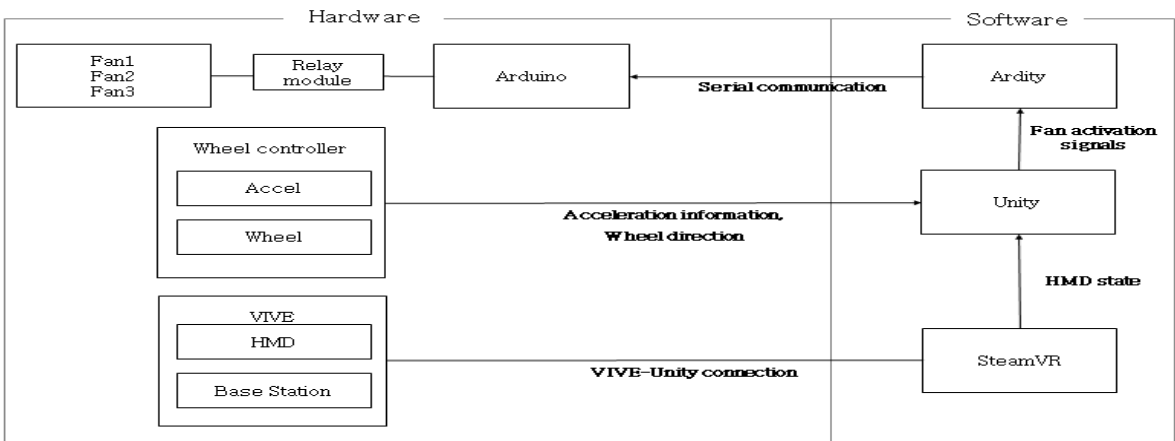 Hardware
Software
Fan1
Fan2
Fan3
Relay
module
Arduino
Serial communication
Ardity
Fan activation
signals
Wheel controller
Accel
Wheel
Acceleration information,
Wheel direction
Unity
HMD state
VIVE
HMD
Base Station
VIVE-Unity connection
SteamVR